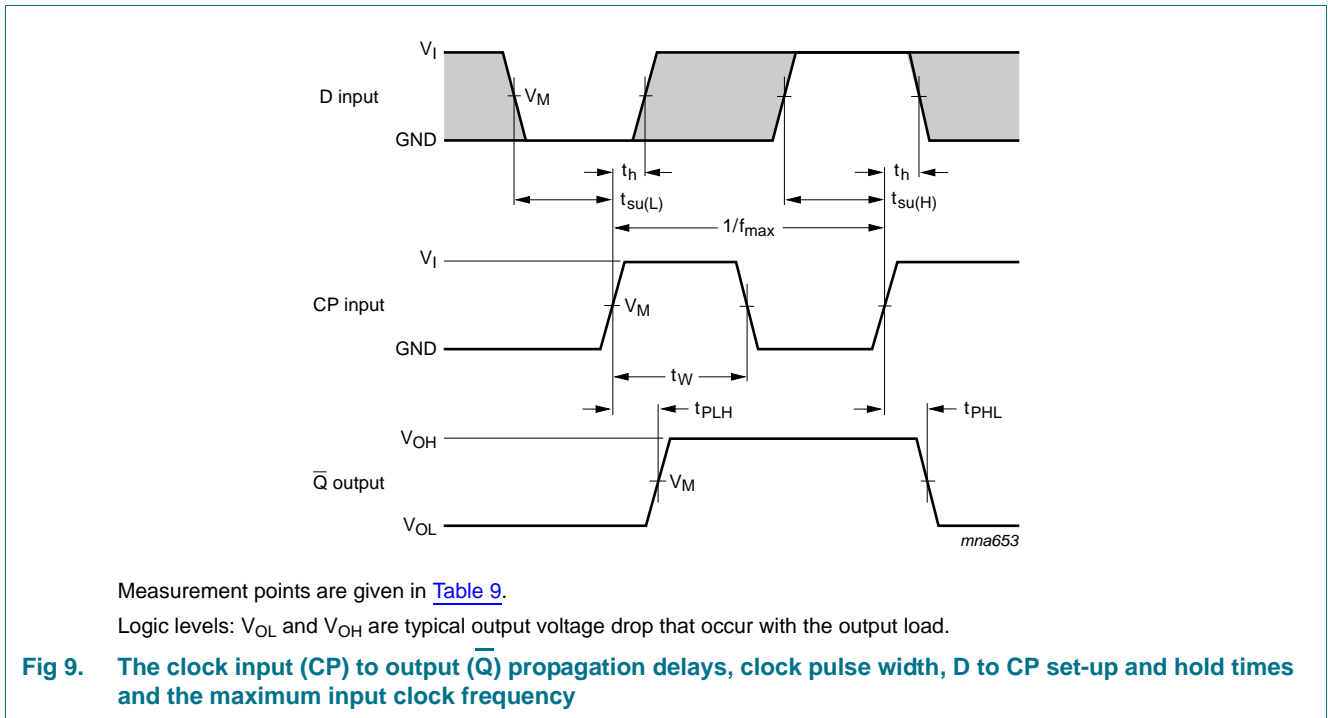 V_I
D input
V_M
GND
t_h
t_h
t_su(L)
t_su(H)
1/f_max
V_I
CP input
V_M
GND
t_W
t_PLH
t_PHL
V_OH
Q̅ output
V_M
V_OL
mna653
Measurement points are given in Table 9.
Logic levels: V_OL and V_OH are typical output voltage drop that occur with the output load.
Fig 9. The clock input (CP) to output (Q̅) propagation delays, clock pulse width, D to CP set-up and hold times
and the maximum input clock frequency